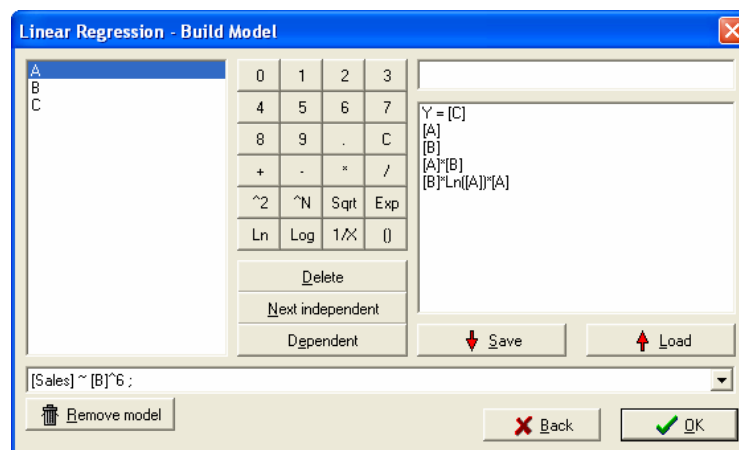 Linear Regression - Build Model
A
B
C
0 1 2 3
4 5 6 7
8 9 . C
+ - * /
^2 ^N Sqrt Exp
Ln Log 1/X ()
Delete
Next independent
Dependent
Y = [C]
[A]
[B]
[A]*[B]
[B]*Ln([A])*[A]
Save Load
[Sales] ~ [B]^6 ;
Remove model
Back OK